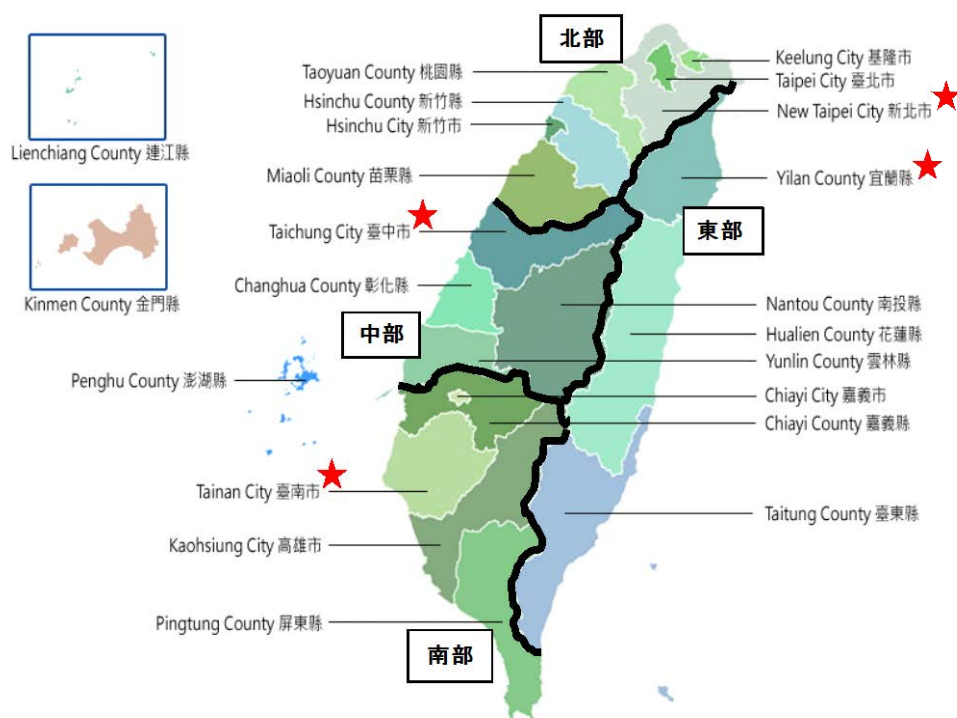 北部
Keelung City 基隆市
Taipei City 臺北市
New Taipei City 新北市
Taoyuan County 桃園縣
Hsinchu County 新竹縣
Hsinchu City 新竹市
Lienchiang County 連江縣
Miaoli County 苗栗縣
Yilan County 宜蘭縣
Taichung City 臺中市
東部
Changhua County 彰化縣
Kinmen County 金門縣
Nantou County 南投縣
中部
Hualien County 花蓮縣
Yunlin County 雲林縣
Penghu County 澎湖縣
Chiayi City 嘉義市
Chiayi County 嘉義縣
Tainan City 臺南市
Taitung County 臺東縣
Kaohsiung City 高雄市
Pingtung County 屏東縣
南部